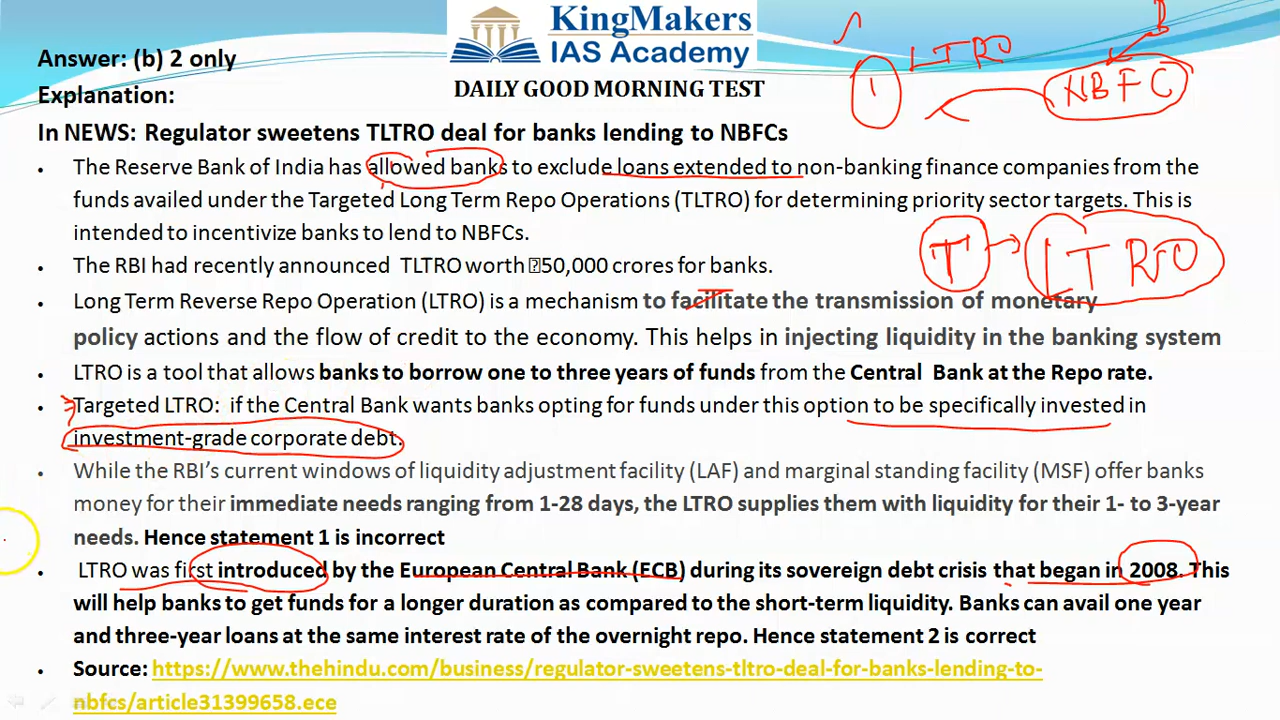 KingMakers
IAS Academy
1
LTRO
B
NBFC
Answer: (b) 2 only
DAILY GOOD MORNING TEST
Explanation:
In NEWS: Regulator sweetens TLTRO deal for banks lending to NBFCs
• The Reserve Bank of India has allowed banks to exclude loans extended to non-banking finance companies from the
funds availed under the Targeted Long Term Repo Operations (TLTRO) for determining priority sector targets. This is
intended to incentivize banks to lend to NBFCs.
T LTRO
• The RBI had recently announced TLTRO worth 50,000 crores for banks.
• Long Term Reverse Repo Operation (LTRO) is a mechanism to facilitate the transmission of monetary
policy actions and the flow of credit to the economy. This helps in injecting liquidity in the banking system
• LTRO is a tool that allows banks to borrow one to three years of funds from the Central Bank at the Repo rate.
• Targeted LTRO: if the Central Bank wants banks opting for funds under this option to be specifically invested in
investment-grade corporate debt.
• While the RBI’s current windows of liquidity adjustment facility (LAF) and marginal standing facility (MSF) offer banks
money for their immediate needs ranging from 1-28 days, the LTRO supplies them with liquidity for their 1- to 3-year
needs. Hence statement 1 is incorrect
• LTRO was first introduced by the European Central Bank (ECB) during its sovereign debt crisis that began in 2008. This
will help banks to get funds for a longer duration as compared to the short-term liquidity. Banks can avail one year
and three-year loans at the same interest rate of the overnight repo. Hence statement 2 is correct
• Source: https://www.thehindu.com/business/regulator-sweetens-tltro-deal-for-banks-lending-to-
nbfcs/article31399658.ece